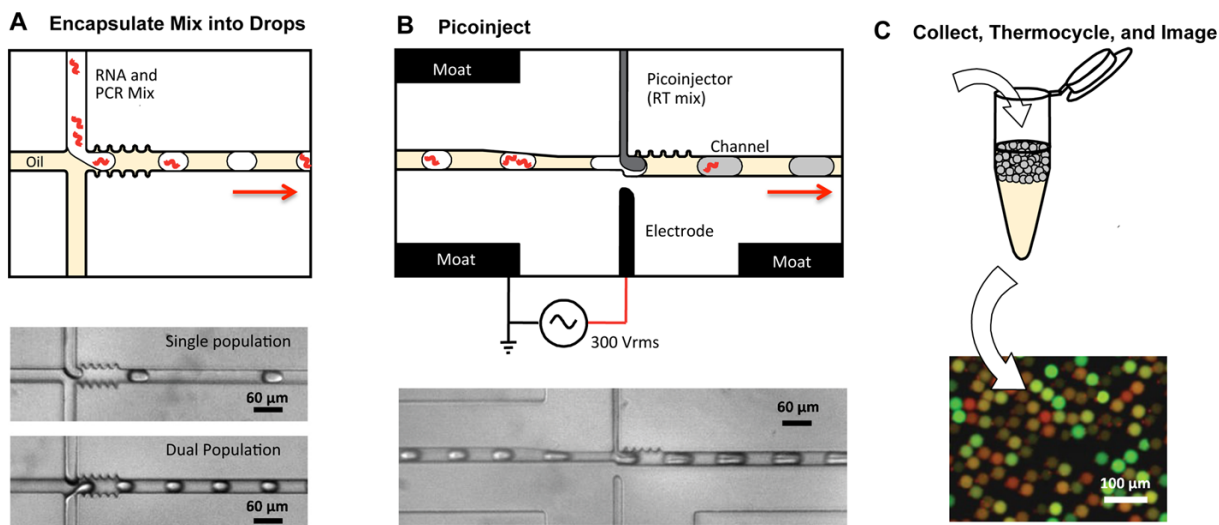 A Encapsulate Mix into Drops
RNA and
PCR Mix
Oil
Single population
60 µm
Dual Population
60 µm
B Picoinject
Moat
Picoinjector
(RT mix)
Channel
Electrode
Moat
Moat
300 Vrms
60 µm
C Collect, Thermocycle, and Image
100 µm